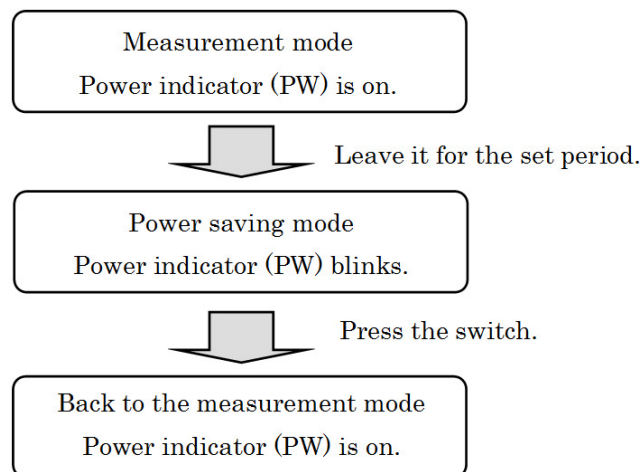 Measurement mode
Power indicator (PW) is on.
Leave it for the set period.
Power saving mode
Power indicator (PW) blinks.
Press the switch.
Back to the measurement mode
Power indicator (PW) is on.